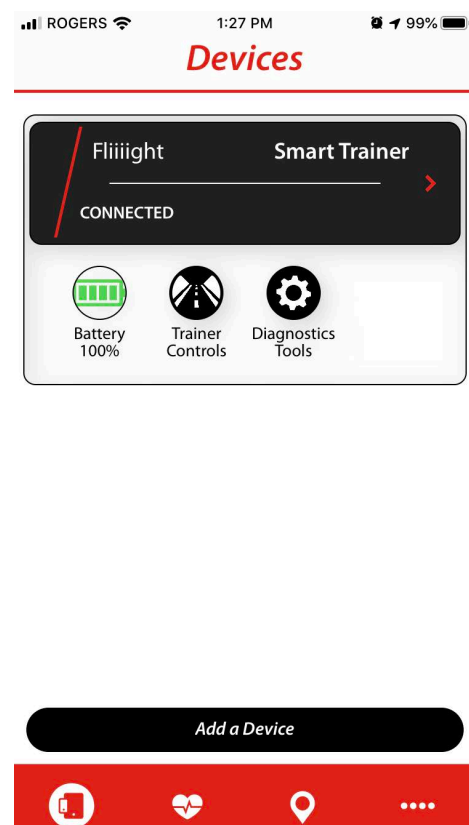 ROGERS 1:27 PM 99%
Devices
Fliiiight Smart Trainer
CONNECTED
Battery
100%
Trainer
Controls
Diagnostics
Tools
Add a Device